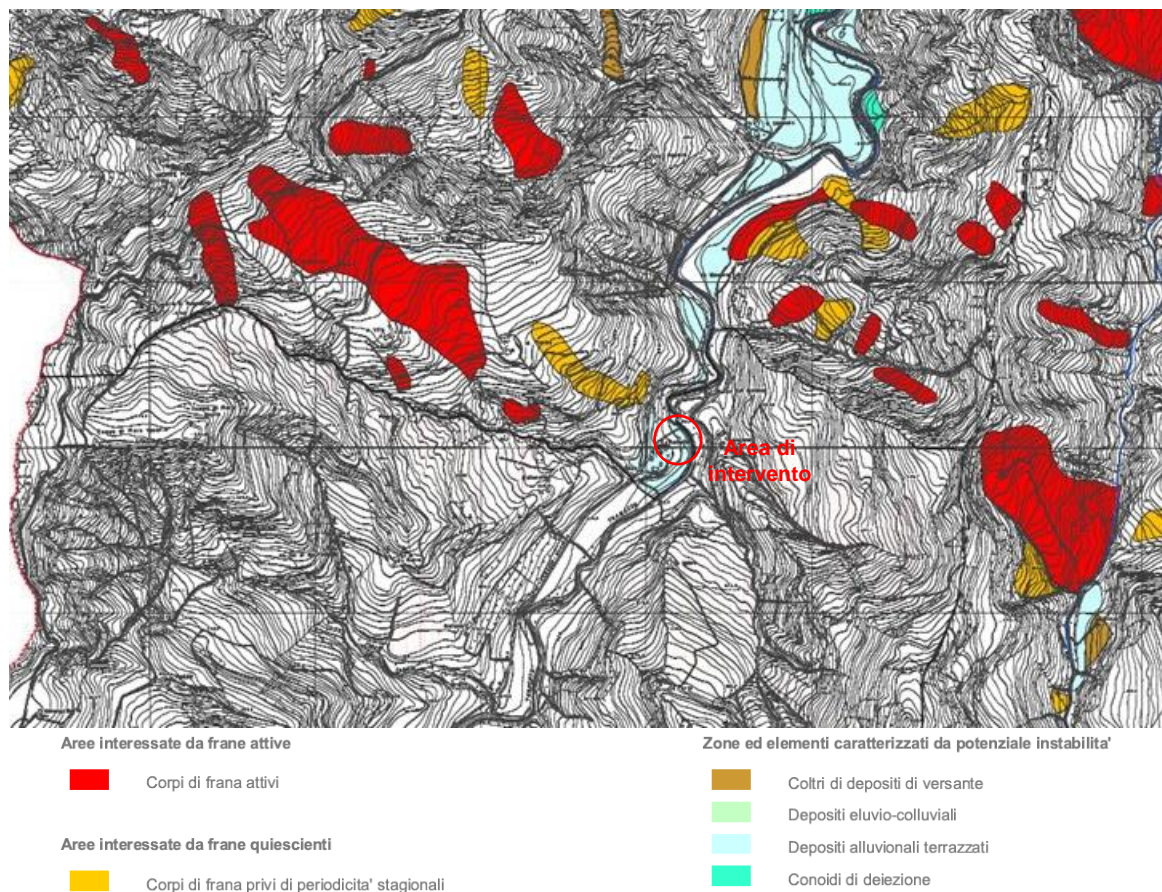 Area di
intervento
Aree interessate da frane attive
Corpi di frana attivi
Aree interessate da frane quiescienti
Corpi di frana privi di periodicita' stagionali
Zone ed elementi caratterizzati da potenziale instabilita'
Coltri di depositi di versante
Depositi eluvio-colluviali
Depositi alluvionali terrazzati
Conoidi di deiezione